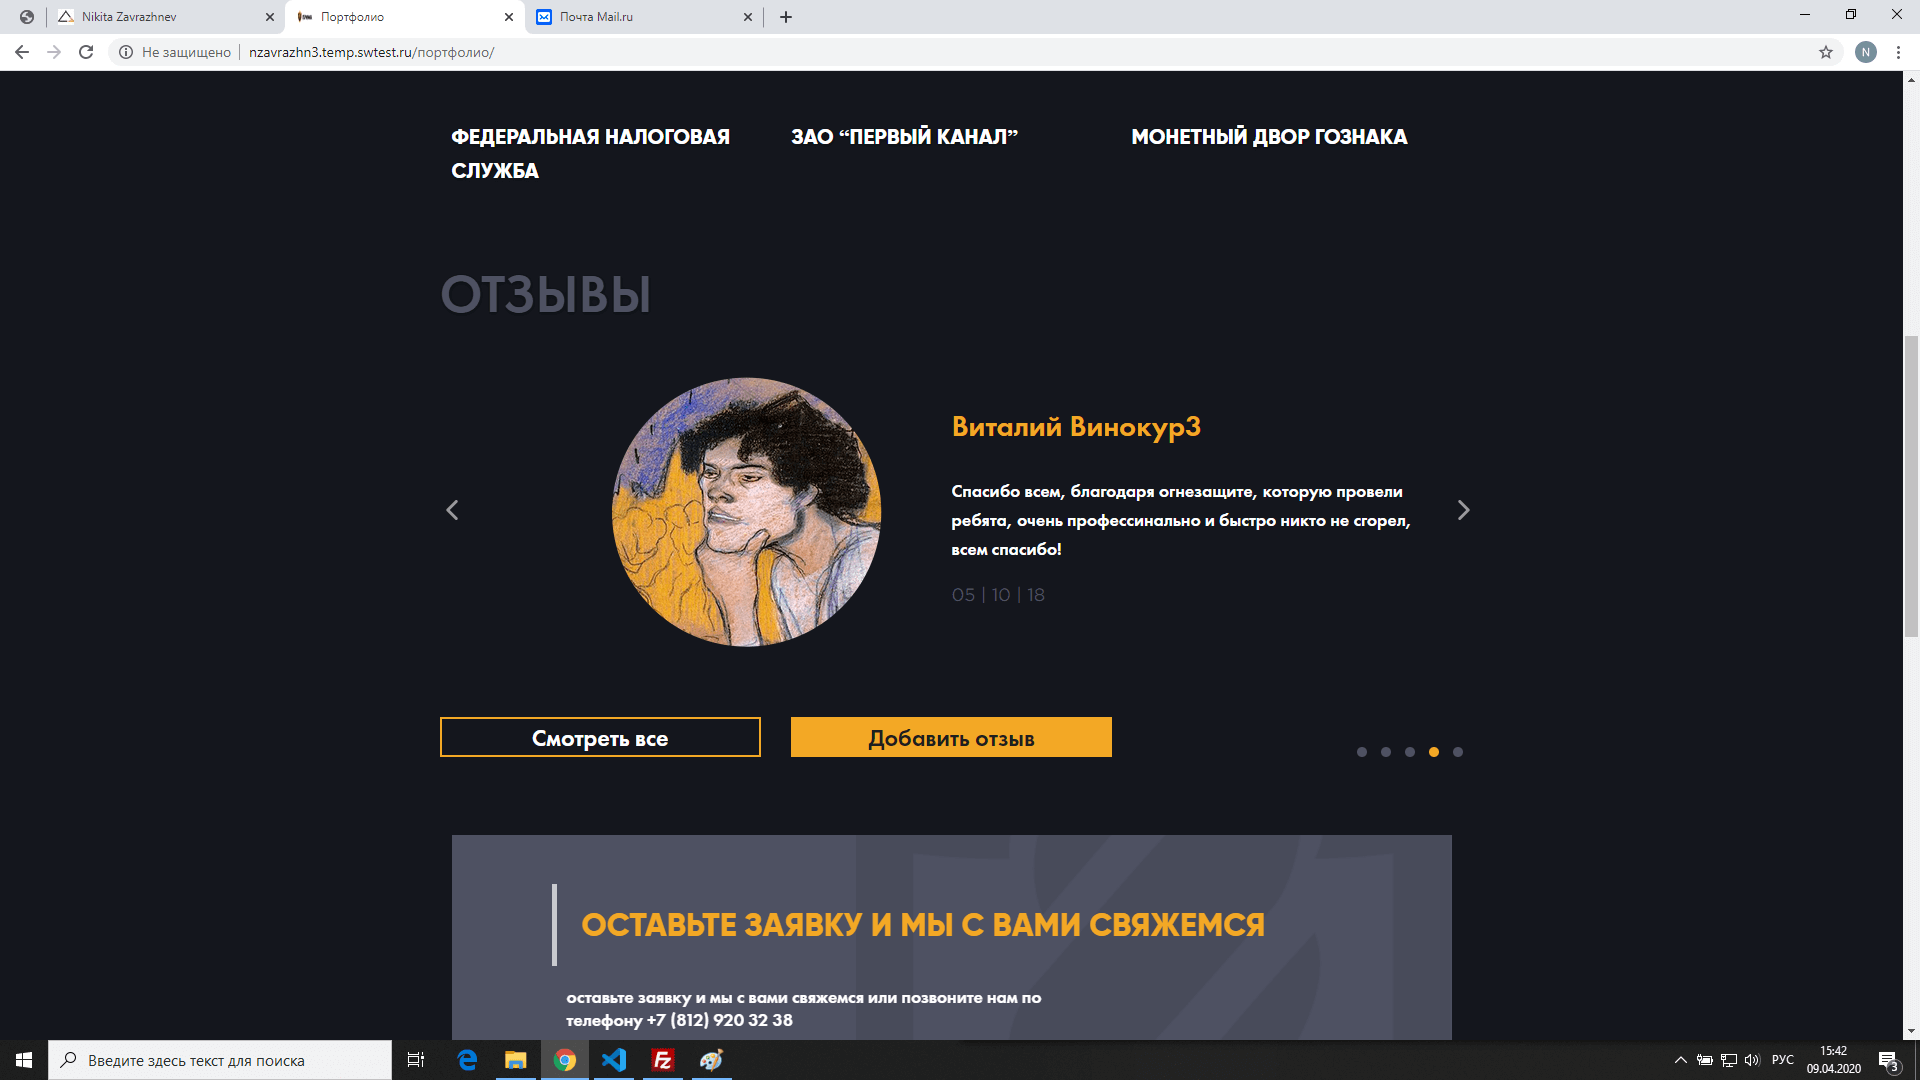 Nikita Zavrazhnev
Портфолио
Почта Mail.ru
Не защищено
nzavrazhn3.temp.swtest.ru/портфолио/
N
ФЕДЕРАЛЬНАЯ НАЛОГОВАЯ
СЛУЖБА
ЗАО “ПЕРВЫЙ КАНАЛ”
МОНЕТНЫЙ ДВОР ГОЗНАКА
ОТЗЫВЫ
Виталий Винокур3
Спасибо всем, благодаря огнезащите, которую провели
ребята, очень профессинально и быстро никто не сгорел,
всем спасибо!
05 | 10 | 18
Смотреть все
Добавить отзыв
ОСТАВЬТЕ ЗАЯВКУ И МЫ С ВАМИ СВЯЖЕМСЯ
оставьте заявку и мы с вами свяжемся или позвоните нам по
телефону +7 (812) 920 32 38
Введите здесь текст для поиска
Fz
РУС
15:42
09.04.2020
3